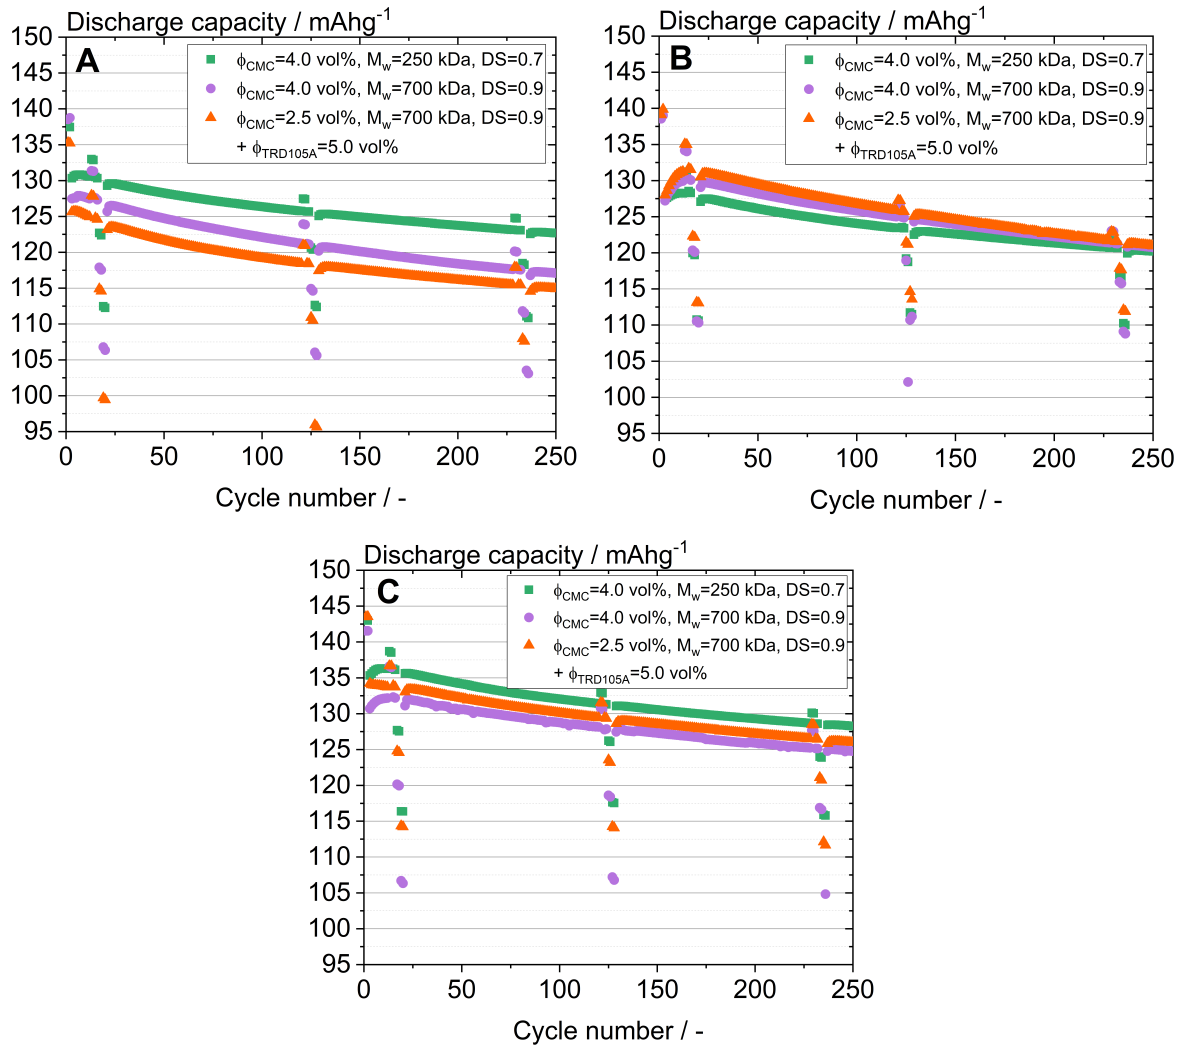 Discharge capacity / mAhg⁻¹
A
ϕCMC=4.0 vol%, Mw=250 kDa, DS=0.7
ϕCMC=4.0 vol%, Mw=700 kDa, DS=0.9
ϕCMC=2.5 vol%, Mw=700 kDa, DS=0.9
+ ϕTRD105A=5.0 vol%
150
145
140
135
130
125
120
115
110
105
100
95
0 50 100 150 200 250
Cycle number / -
Discharge capacity / mAhg⁻¹
B
ϕCMC=4.0 vol%, Mw=250 kDa, DS=0.7
ϕCMC=4.0 vol%, Mw=700 kDa, DS=0.9
ϕCMC=2.5 vol%, Mw=700 kDa, DS=0.9
+ ϕTRD105A=5.0 vol%
150
145
140
135
130
125
120
115
110
105
100
95
0 50 100 150 200 250
Cycle number / -
Discharge capacity / mAhg⁻¹
C
ϕCMC=4.0 vol%, Mw=250 kDa, DS=0.7
ϕCMC=4.0 vol%, Mw=700 kDa, DS=0.9
ϕCMC=2.5 vol%, Mw=700 kDa, DS=0.9
+ ϕTRD105A=5.0 vol%
150
145
140
135
130
125
120
115
110
105
100
95
0 50 100 150 200 250
Cycle number / -